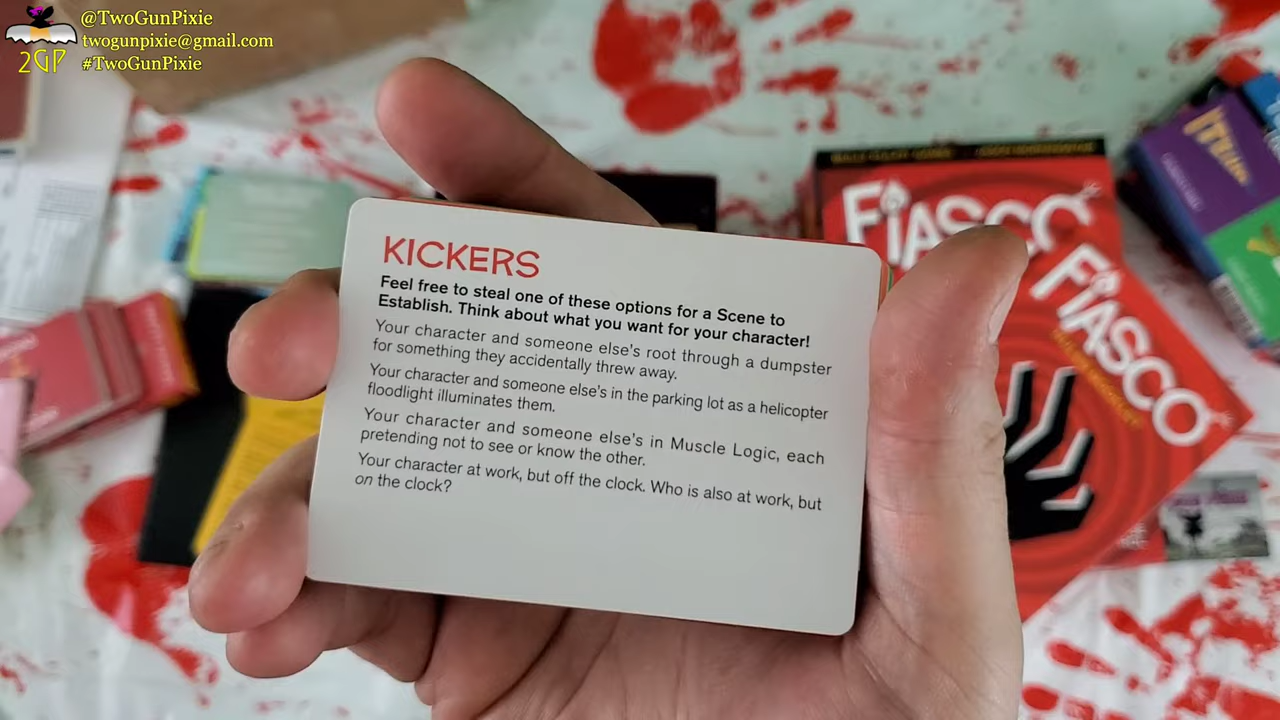 @TwoGunPixie
twogunpixie@gmail.com
#TwoGunPixie
2GP
FiASCO
FiASCO
KICKERS
Feel free to steal one of these options for a Scene to
Establish. Think about what you want for your character!
Your character and someone else's root through a dumpster
for something they accidentally threw away.
Your character and someone else's in the parking lot as a helicopter
floodlight illuminates them.
Your character and someone else's in Muscle Logic, each
pretending not to see or know the other.
Your character at work, but off the clock. Who is also at work, but
on the clock?